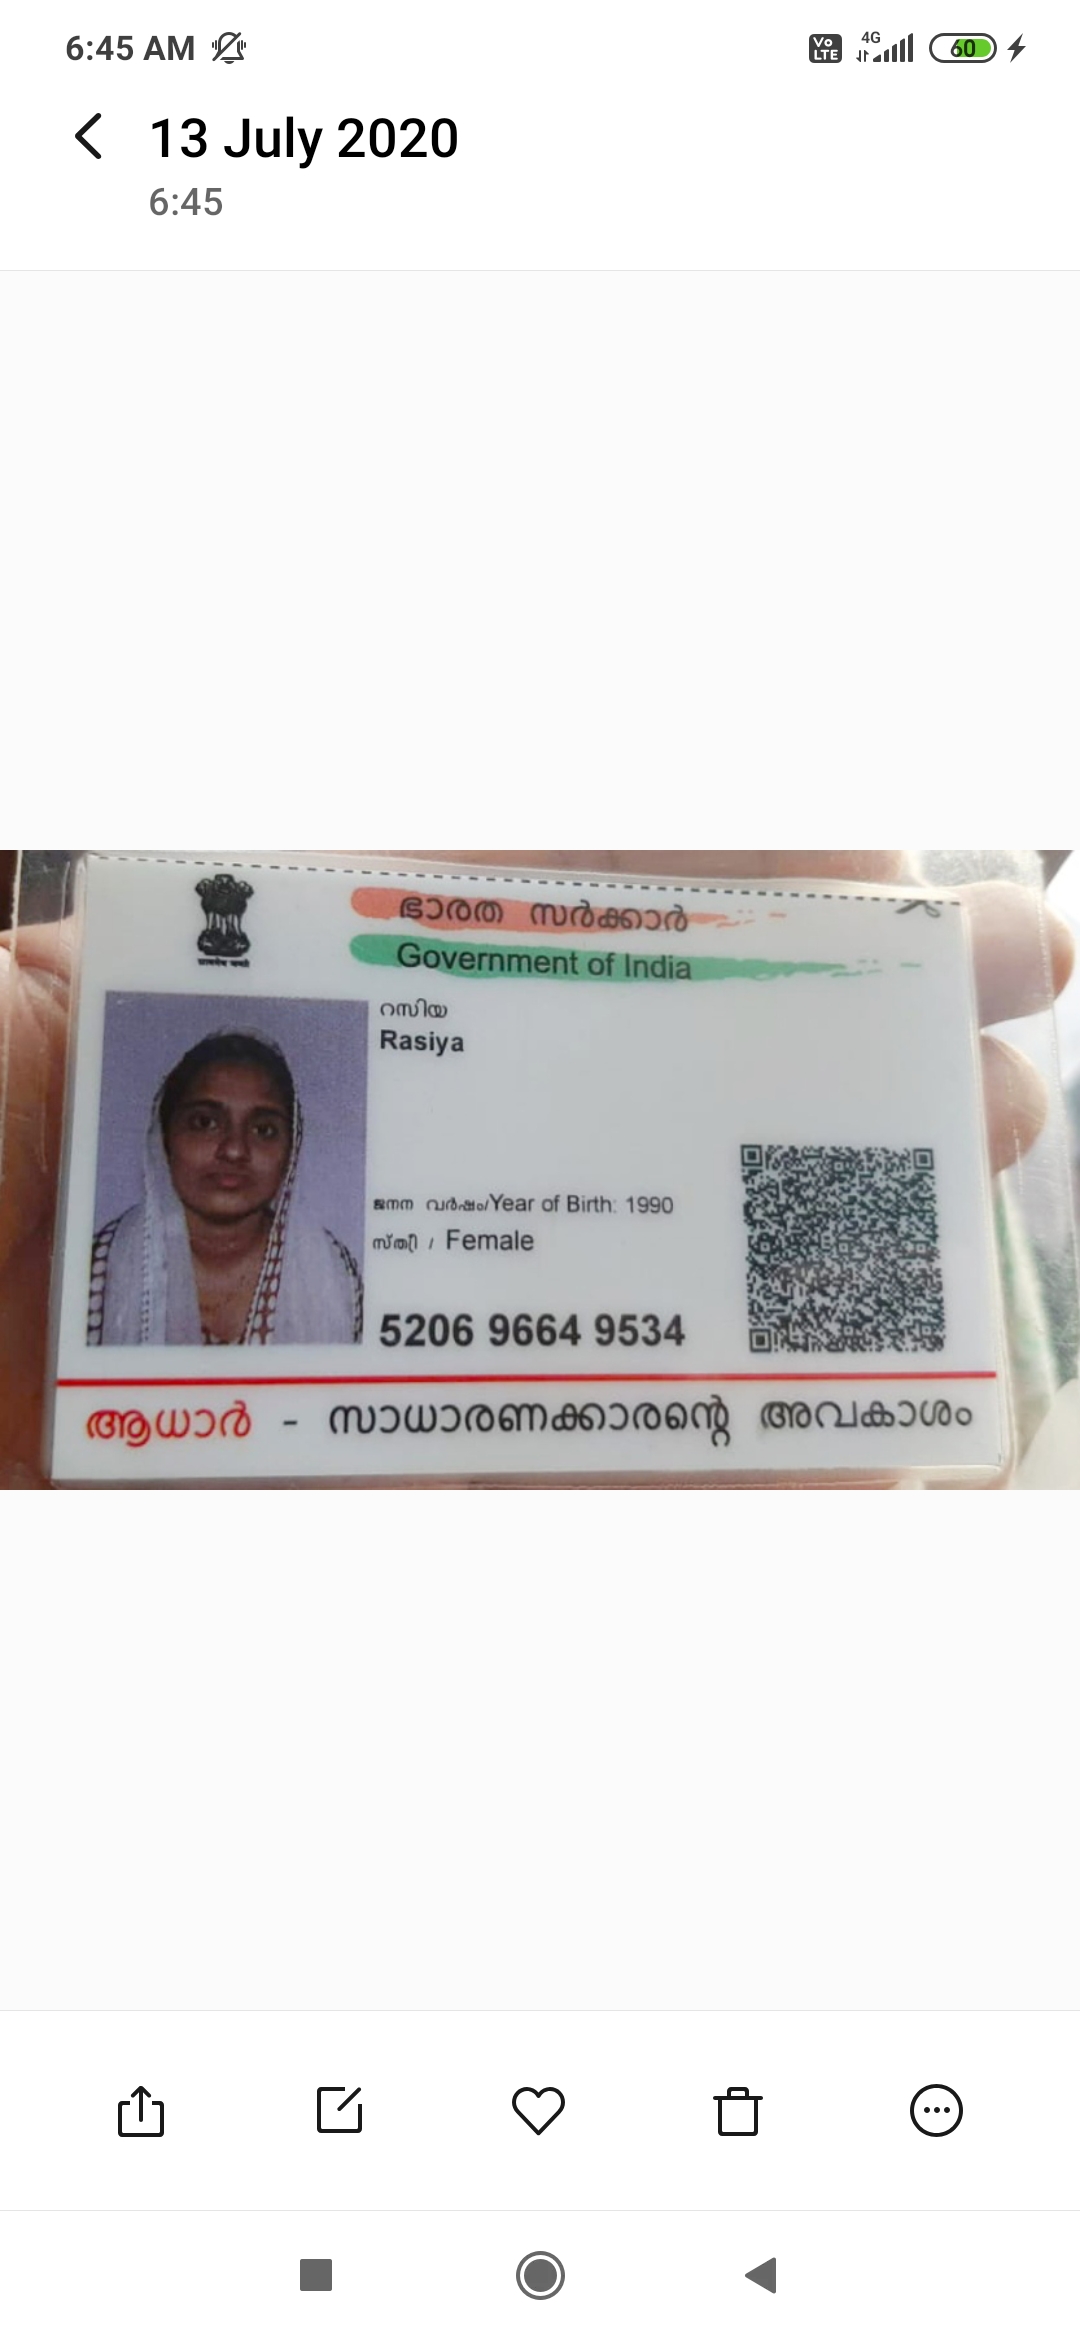 6:45 AM
Vo LTE 4G 60
13 July 2020
6:45
ഭാരത സർക്കാർ
Government of India
റസിയ
Rasiya
ജനന വർഷം/Year of Birth: 1990
സ്ത്രീ / Female
5206 9664 9534
ആധാർ - സാധാരണക്കാരന്റെ അവകാശം